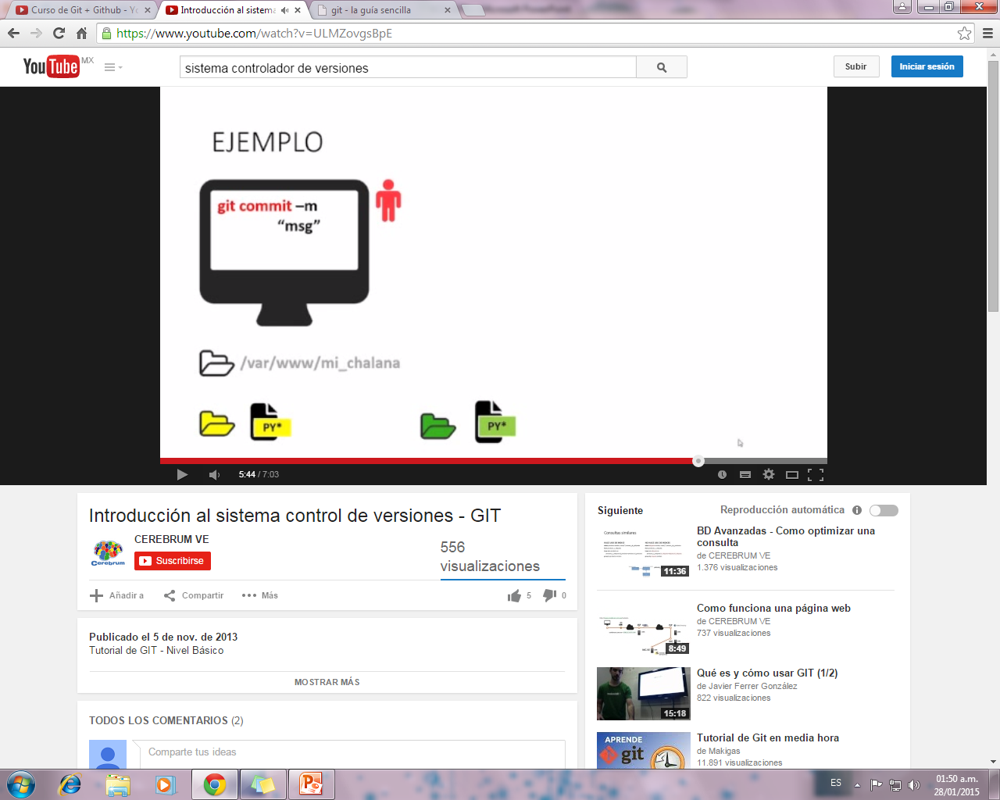 Curso de Git + Github - Yo
Introducción al sistema
git - la guía sencilla
Microsoft PowerPoint
https://www.youtube.com/watch?v=ULMZovgsBpE
YouTube MX
sistema controlador de versiones
Subir
Iniciar sesión
EJEMPLO
git commit –m
“msg”
/var/www/mi_chalana
PY*
PY*
5:44 / 7:03
Introducción al sistema control de versiones - GIT
CEREBRUM VE
Cerebrum
Suscribirse
556
visualizaciones
Añadir a
Compartir
Más
5
0
Publicado el 5 de nov. de 2013
Tutorial de GIT - Nivel Básico
MOSTRAR MÁS
TODOS LOS COMENTARIOS (2)
Comparte tus ideas
Siguiente
Reproducción automática
Consultas similares
11:36
BD Avanzadas - Como optimizar una
consulta
de CEREBRUM VE
1.376 visualizaciones
8:49
Como funciona una página web
de CEREBRUM VE
737 visualizaciones
15:18
Qué es y cómo usar GIT (1/2)
de Javier Ferrer González
822 visualizaciones
APRENDE
git
Tutorial de Git en media hora
de Makigas
11.891 visualizaciones
ES
01:50 a.m.
28/01/2015